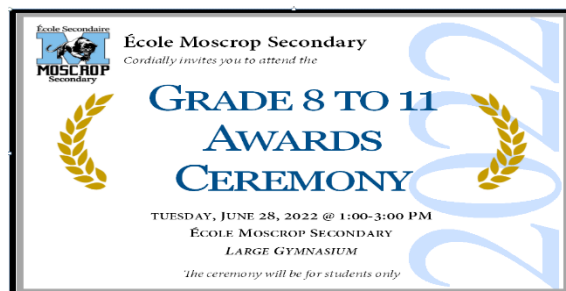 École Secondaire
M
MOSCROP
Secondary
École Moscrop Secondary
Cordially invites you to attend the
GRADE 8 TO 11
AWARDS
CEREMONY
TUESDAY, JUNE 28, 2022 @ 1:00-3:00 PM
ÉCOLE MOSCROP SECONDARY
LARGE GYMNASIUM
The ceremony will be for students only
2022